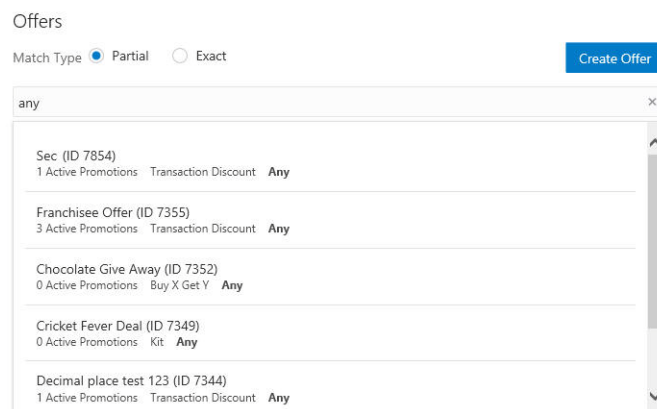 Offers
Match Type Partial Exact
Create Offer
any ×
Sec (ID 7854)
1 Active Promotions Transaction Discount Any
Franchisee Offer (ID 7355)
3 Active Promotions Transaction Discount Any
Chocolate Give Away (ID 7352)
0 Active Promotions Buy X Get Y Any
Cricket Fever Deal (ID 7349)
0 Active Promotions Kit Any
Decimal place test 123 (ID 7344)
1 Active Promotions Transaction Discount Any